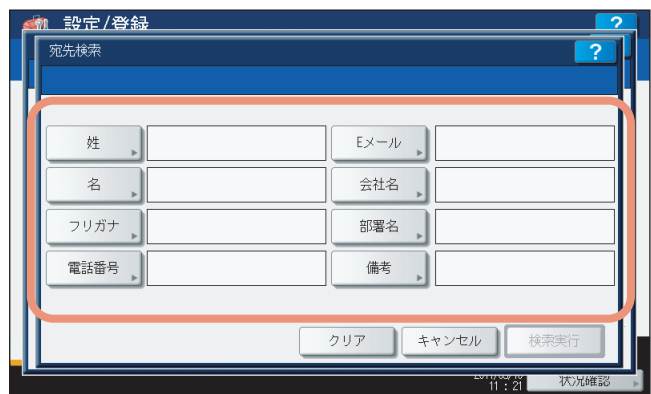 設定/登録
?
宛先検索
?
姓
Eメール
名
会社名
フリガナ
部署名
電話番号
備考
クリア
キャンセル
検索実行
11 : 21
状況確認